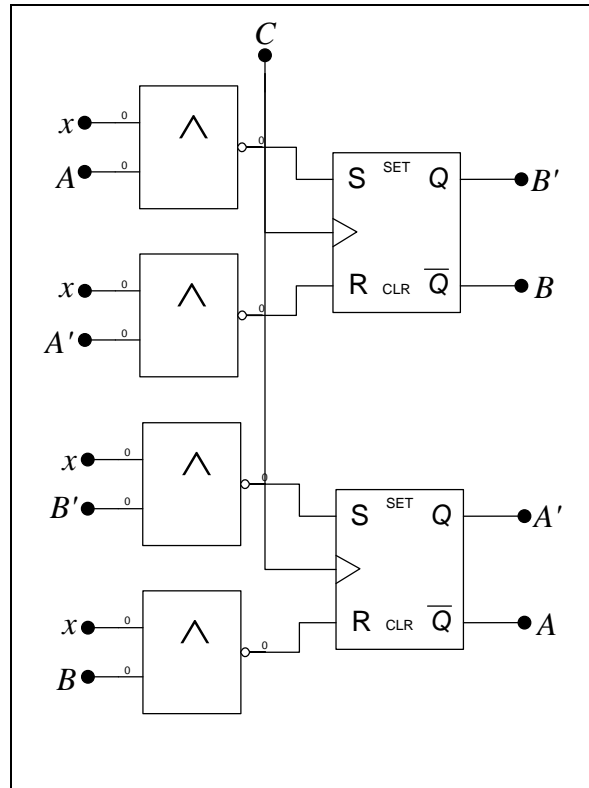 C
x 0
∧
A 0
0
S SET Q B'
x 0
∧
A' 0
0
R CLR Q̅ B
x 0
∧
B' 0
0
S SET Q A'
x 0
∧
B 0
0
R CLR Q̅ A